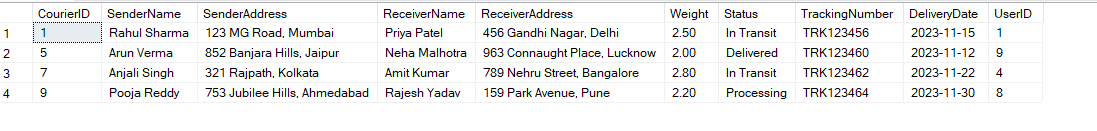 CourierID SenderName SenderAddress ReceiverName ReceiverAddress Weight Status TrackingNumber DeliveryDate UserID
1 1 Rahul Sharma 123 MG Road, Mumbai Priya Patel 456 Gandhi Nagar, Delhi 2.50 In Transit TRK123456 2023-11-15 1
2 5 Arun Verma 852 Banjara Hills, Jaipur Neha Malhotra 963 Connaught Place, Lucknow 2.00 Delivered TRK123460 2023-11-12 9
3 7 Anjali Singh 321 Rajpath, Kolkata Amit Kumar 789 Nehru Street, Bangalore 2.80 In Transit TRK123462 2023-11-22 4
4 9 Pooja Reddy 753 Jubilee Hills, Ahmedabad Rajesh Yadav 159 Park Avenue, Pune 2.20 Processing TRK123464 2023-11-30 8